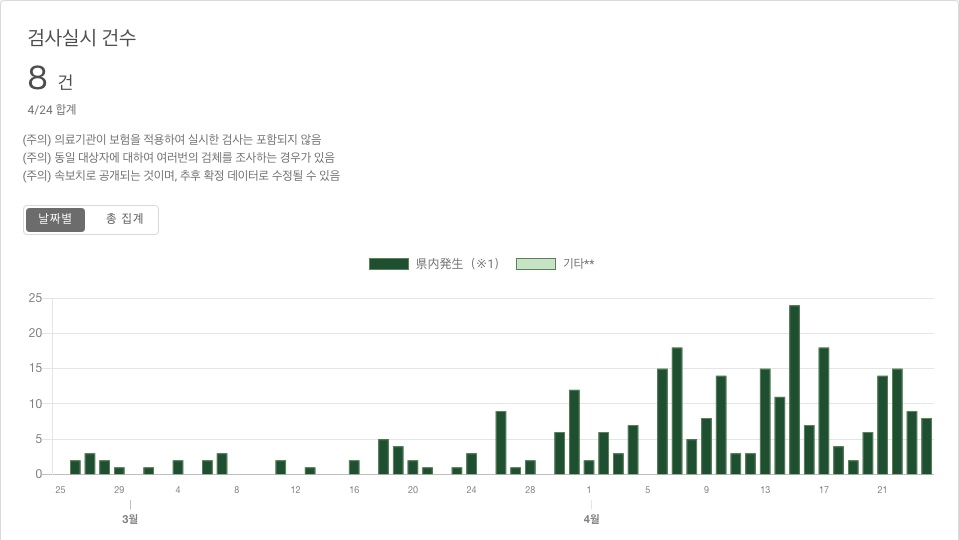 검사실시 건수
8 건
4/24 합계
(주의) 의료기관이 보험을 적용하여 실시한 검사는 포함되지 않음
(주의) 동일 대상자에 대하여 여러번의 검체를 조사하는 경우가 있음
(주의) 속보치로 공개되는 것이며, 추후 확정 데이터로 수정될 수 있음
날짜별 총 집계
県内発生（※1） 기타**
25
20
15
10
5
0
25 29 4 8 12 16 20 24 28 1 5 9 13 17 21
3월 4월